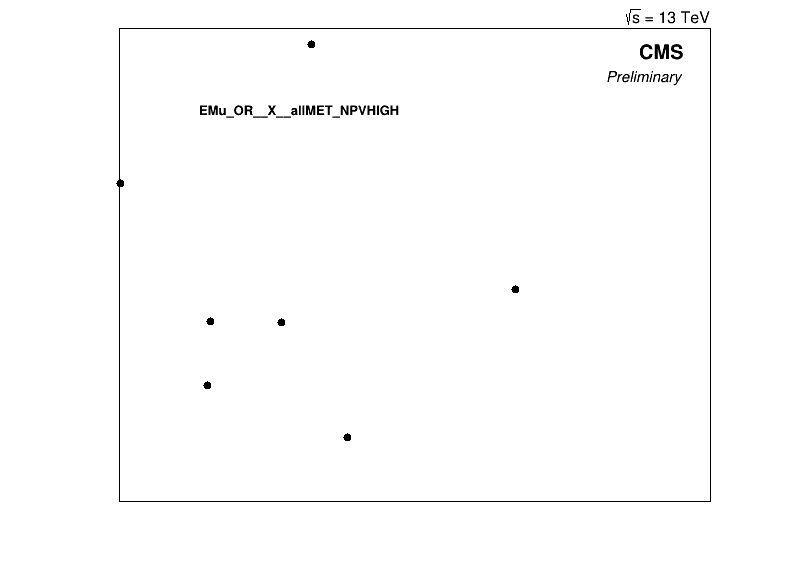 √s = 13 TeV
CMS
Preliminary
EMu_OR__X__allMET_NPVHIGH